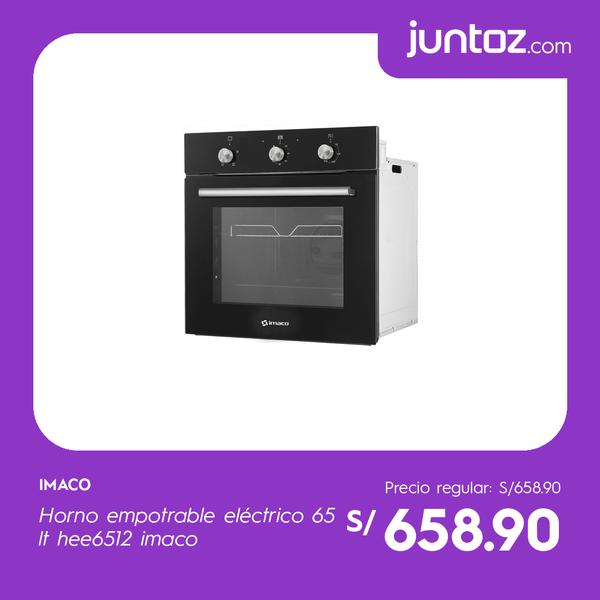 juntoz.com
imaco
IMACO
Horno empotrable eléctrico 65
lt hee6512 imaco
Precio regular: S/658.90
S/ 658.90